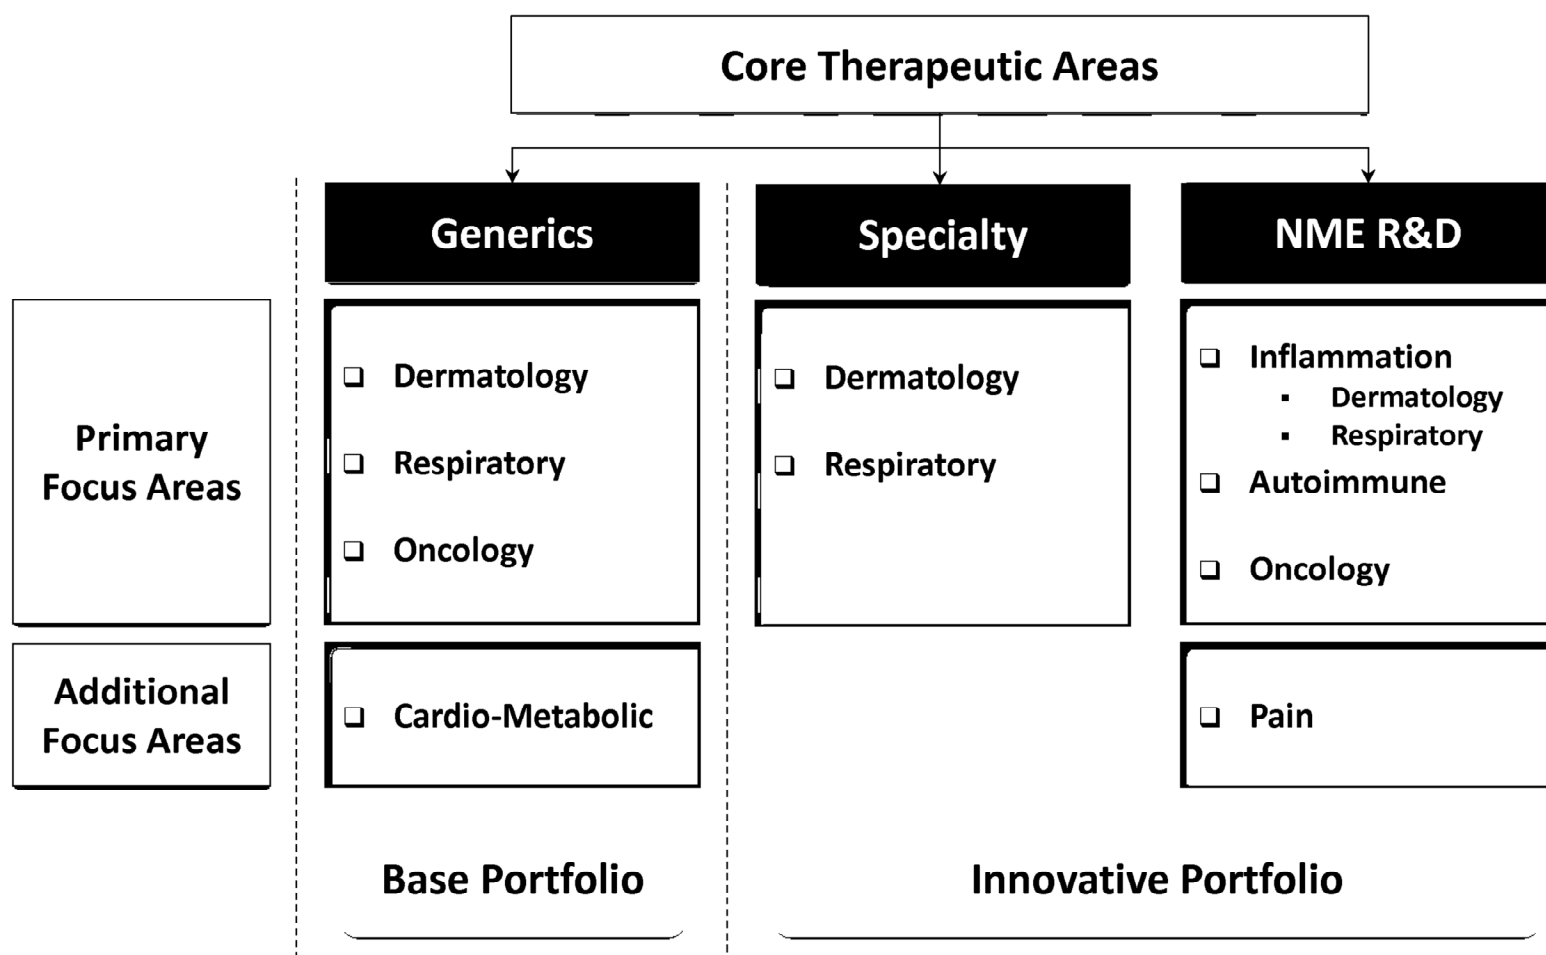 Core Therapeutic Areas
Generics
Specialty
NME R&D
Primary
Focus Areas
Dermatology
Respiratory
Oncology
Dermatology
Respiratory
Inflammation
Dermatology
Respiratory
Autoimmune
Oncology
Additional
Focus Areas
Cardio-Metabolic
Pain
Base Portfolio
Innovative Portfolio